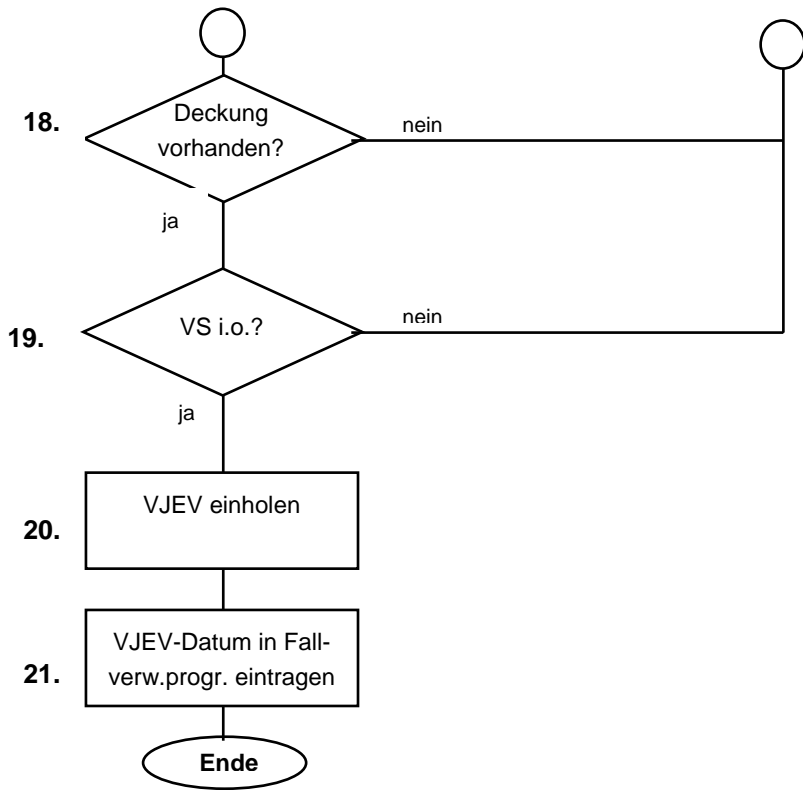 18.
Deckung
vorhanden?
nein
ja
19.
VS i.o.?
nein
ja
20.
VJEV einholen
21.
VJEV-Datum in Fall-
verw.progr. eintragen
Ende